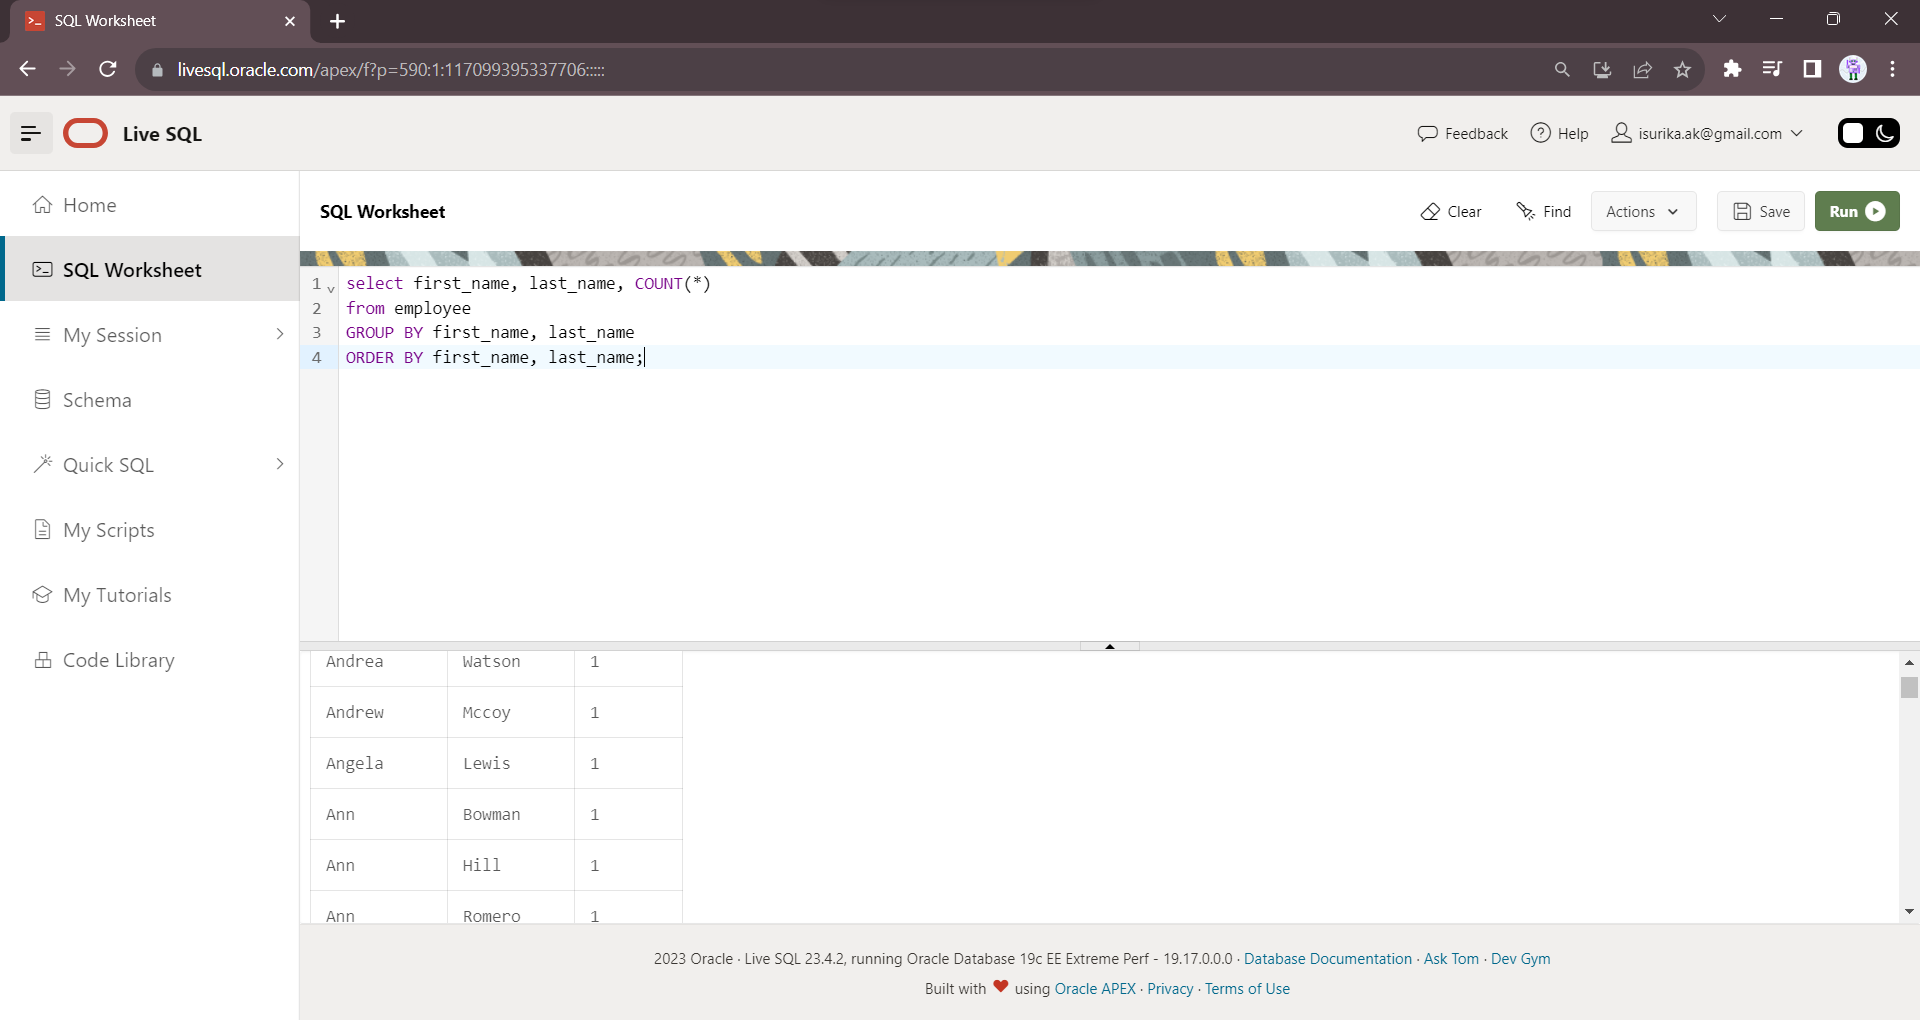 SQL Worksheet
livesql.oracle.com/apex/f?p=590:1:117099395337706:::::
Live SQL
Feedback
Help
isurika.ak@gmail.com
Home
SQL Worksheet
My Session
Schema
Quick SQL
My Scripts
My Tutorials
Code Library
SQL Worksheet
Clear
Find
Actions
Save
Run
1 select first_name, last_name, COUNT(*)
2 from employee
3 GROUP BY first_name, last_name
4 ORDER BY first_name, last_name;
Andrea Watson 1
Andrew Mccoy 1
Angela Lewis 1
Ann Bowman 1
Ann Hill 1
Ann Romero 1
2023 Oracle · Live SQL 23.4.2, running Oracle Database 19c EE Extreme Perf - 19.17.0.0.0 · Database Documentation · Ask Tom · Dev Gym
Built with ❤ using Oracle APEX · Privacy · Terms of Use